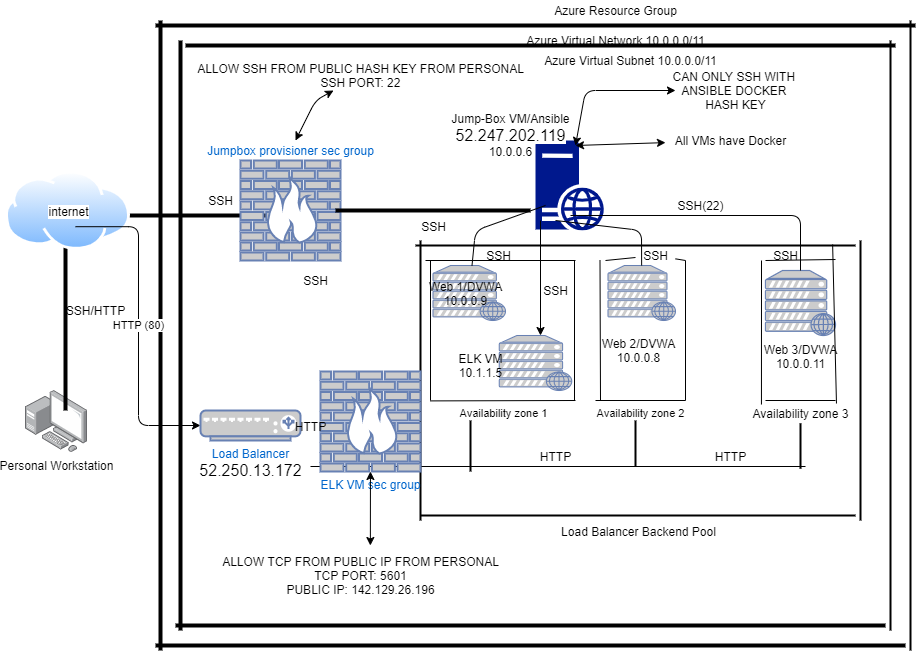 Azure Resource Group
Azure Virtual Network 10.0.0.0/11
Azure Virtual Subnet 10.0.0.0/11
ALLOW SSH FROM PUBLIC HASH KEY FROM PERSONAL
SSH PORT: 22
CAN ONLY SSH WITH
ANSIBLE DOCKER
HASH KEY
Jump-Box VM/Ansible
52.247.202.119
10.0.0.6
All VMs have Docker
Jumpbox provisioner sec group
internet
SSH
SSH(22)
SSH
SSH
SSH
SSH
SSH
SSH
Web 1/DVWA
10.0.0.9
ELK VM
10.1.1.5
Web 2/DVWA
10.0.0.8
Web 3/DVWA
10.0.0.11
SSH/HTTP
HTTP (80)
Availability zone 1
Availability zone 2
Availability zone 3
HTTP
Load Balancer
52.250.13.172
HTTP
HTTP
Personal Workstation
ELK VM sec group
Load Balancer Backend Pool
ALLOW TCP FROM PUBLIC IP FROM PERSONAL
TCP PORT: 5601
PUBLIC IP: 142.129.26.196